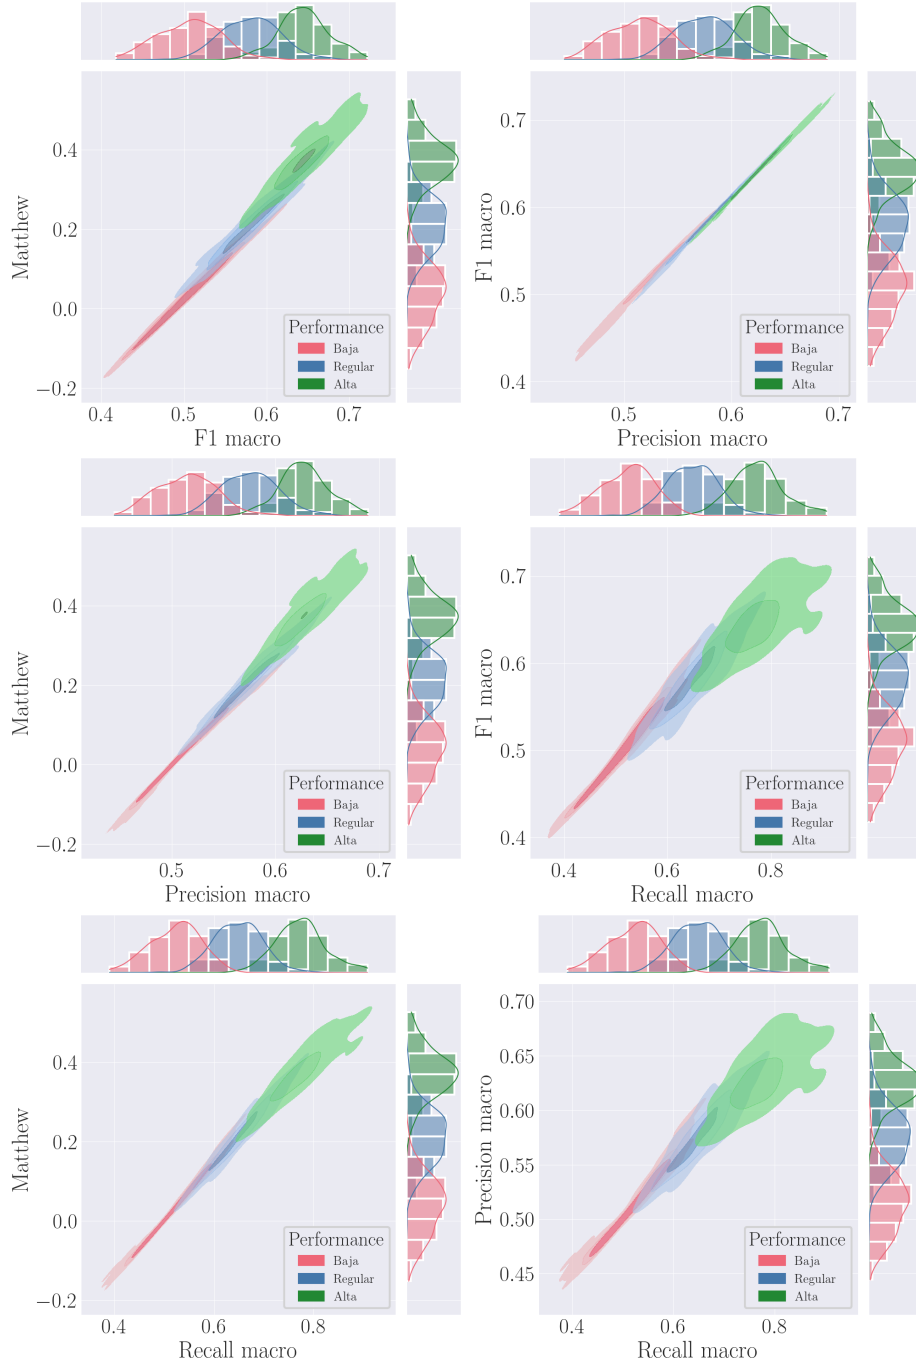 Matthew
0.4
0.2
0.0
−0.2
0.4 0.5 0.6 0.7
F1 macro
Performance
Baja
Regular
Alta
F1 macro
0.7
0.6
0.5
0.4
0.5 0.6 0.7
Precision macro
Performance
Baja
Regular
Alta
Matthew
0.4
0.2
0.0
−0.2
0.5 0.6 0.7
Precision macro
Performance
Baja
Regular
Alta
F1 macro
0.7
0.6
0.5
0.4
0.4 0.6 0.8
Recall macro
Performance
Baja
Regular
Alta
Matthew
0.4
0.2
0.0
−0.2
0.4 0.6 0.8
Recall macro
Performance
Baja
Regular
Alta
Precision macro
0.70
0.65
0.60
0.55
0.50
0.45
0.4 0.6 0.8
Recall macro
Performance
Baja
Regular
Alta